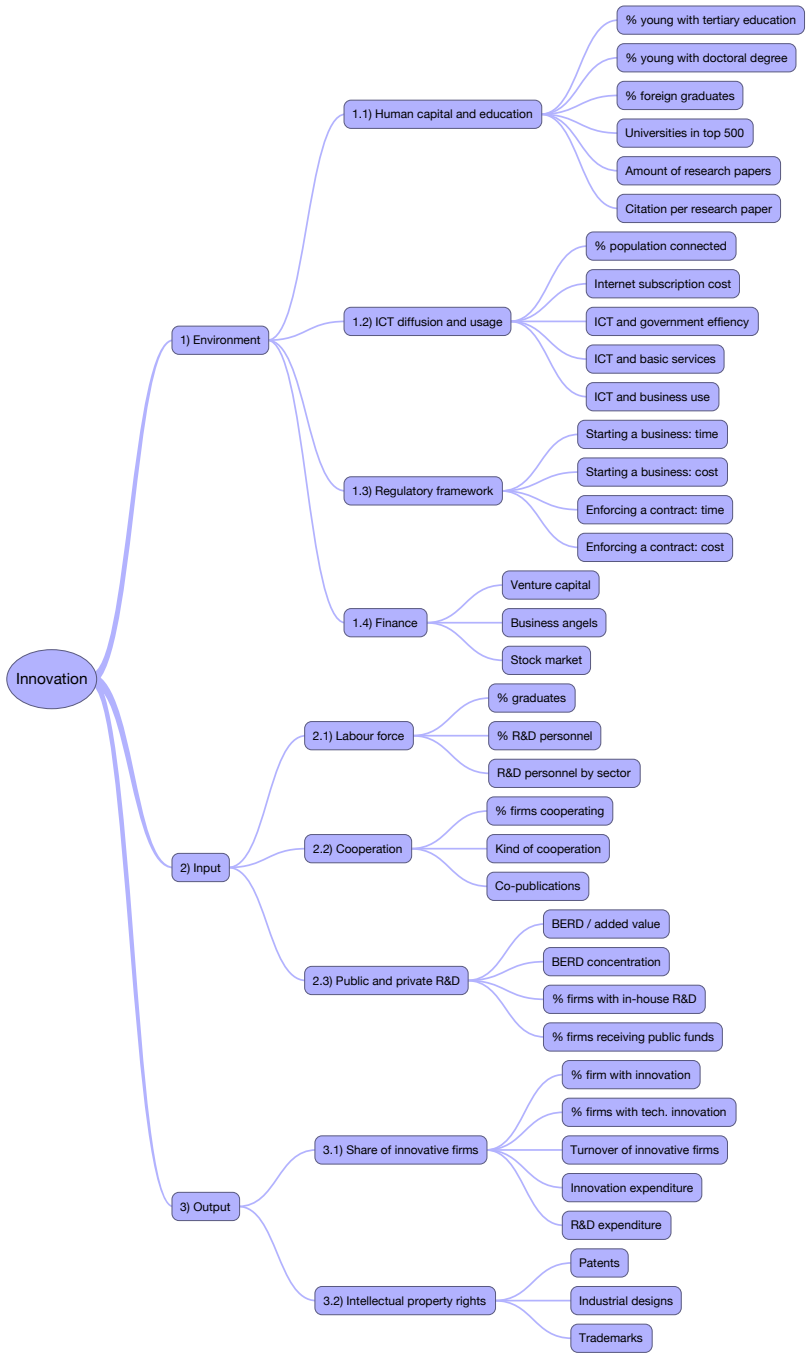 Innovation
1) Environment
1.1) Human capital and education
% young with tertiary education
% young with doctoral degree
% foreign graduates
Universities in top 500
Amount of research papers
Citation per research paper
1.2) ICT diffusion and usage
% population connected
Internet subscription cost
ICT and government effiency
ICT and basic services
ICT and business use
1.3) Regulatory framework
Starting a business: time
Starting a business: cost
Enforcing a contract: time
Enforcing a contract: cost
1.4) Finance
Venture capital
Business angels
Stock market
2) Input
2.1) Labour force
% graduates
% R&D personnel
R&D personnel by sector
2.2) Cooperation
% firms cooperating
Kind of cooperation
Co-publications
2.3) Public and private R&D
BERD / added value
BERD concentration
% firms with in-house R&D
% firms receiving public funds
3) Output
3.1) Share of innovative firms
% firm with innovation
% firms with tech. innovation
Turnover of innovative firms
Innovation expenditure
R&D expenditure
3.2) Intellectual property rights
Patents
Industrial designs
Trademarks